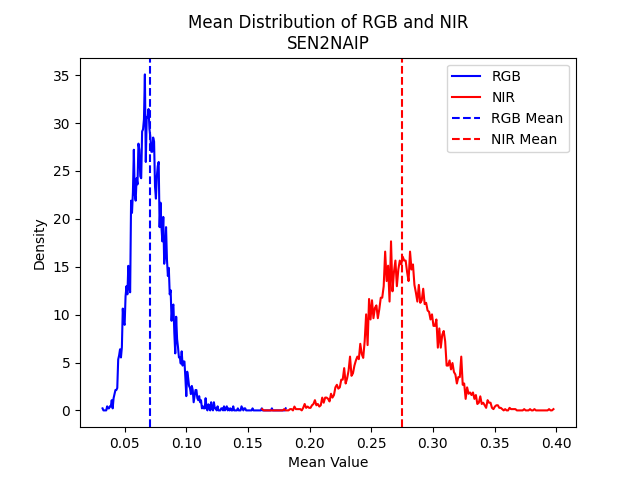 Mean Distribution of RGB and NIR
SEN2NAIP
RGB
NIR
RGB Mean
NIR Mean
Density
35
30
25
20
15
10
5
0
0.05 0.10 0.15 0.20 0.25 0.30 0.35 0.40
Mean Value